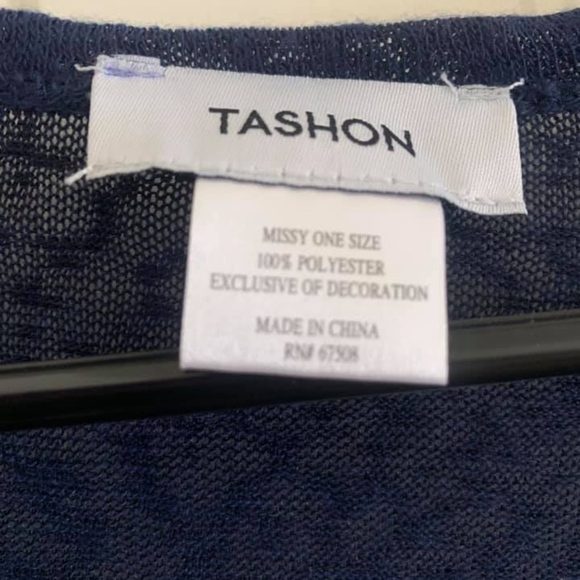 TASHON
MISSY ONE SIZE
100% POLYESTER
EXCLUSIVE OF DECORATION
MADE IN CHINA
RN# 67508